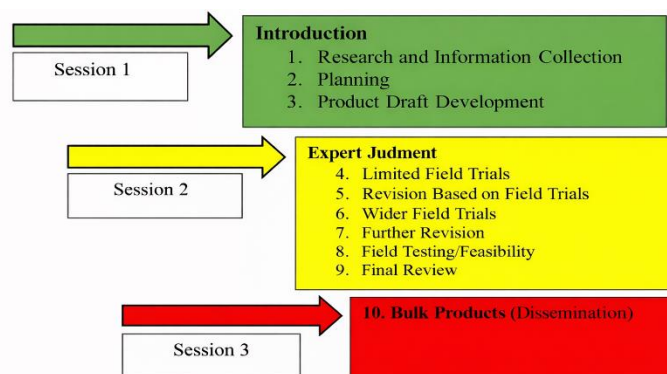 Introduction
1. Research and Information Collection
2. Planning
3. Product Draft Development
Session 1
Expert Judgment
4. Limited Field Trials
5. Revision Based on Field Trials
6. Wider Field Trials
7. Further Revision
8. Field Testing/Feasibility
9. Final Review
Session 2
10. Bulk Products (Dissemination)
Session 3